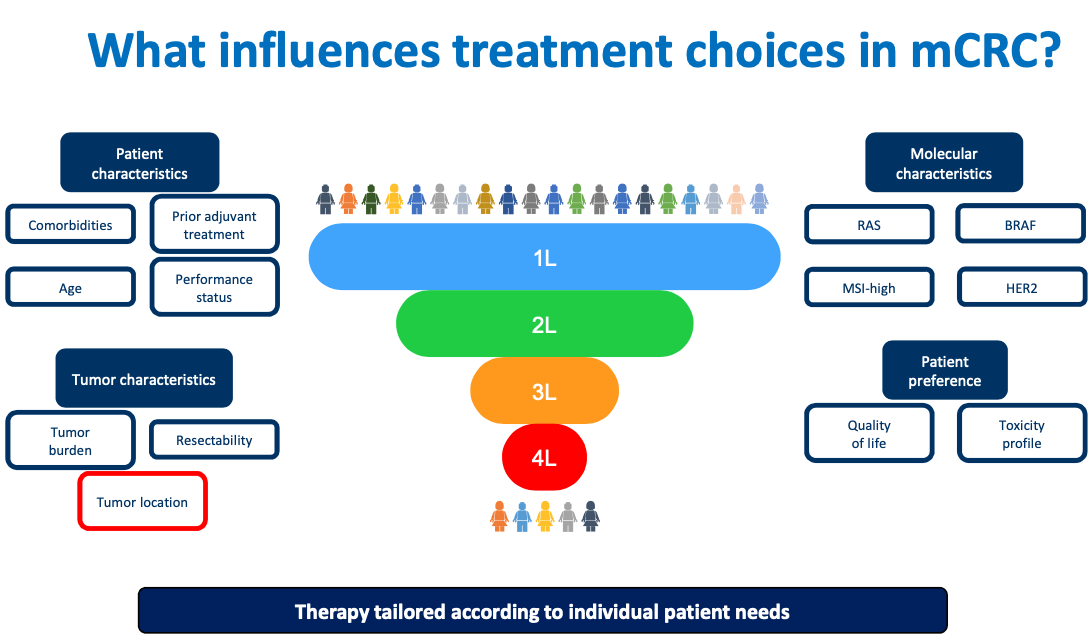 What influences treatment choices in mCRC?
Patient
characteristics
Comorbidities
Prior adjuvant
treatment
Age
Performance
status
Tumor characteristics
Tumor
burden
Resectability
Tumor location
1L
2L
3L
4L
Molecular
characteristics
RAS
BRAF
MSI-high
HER2
Patient
preference
Quality
of life
Toxicity
profile
Therapy tailored according to individual patient needs